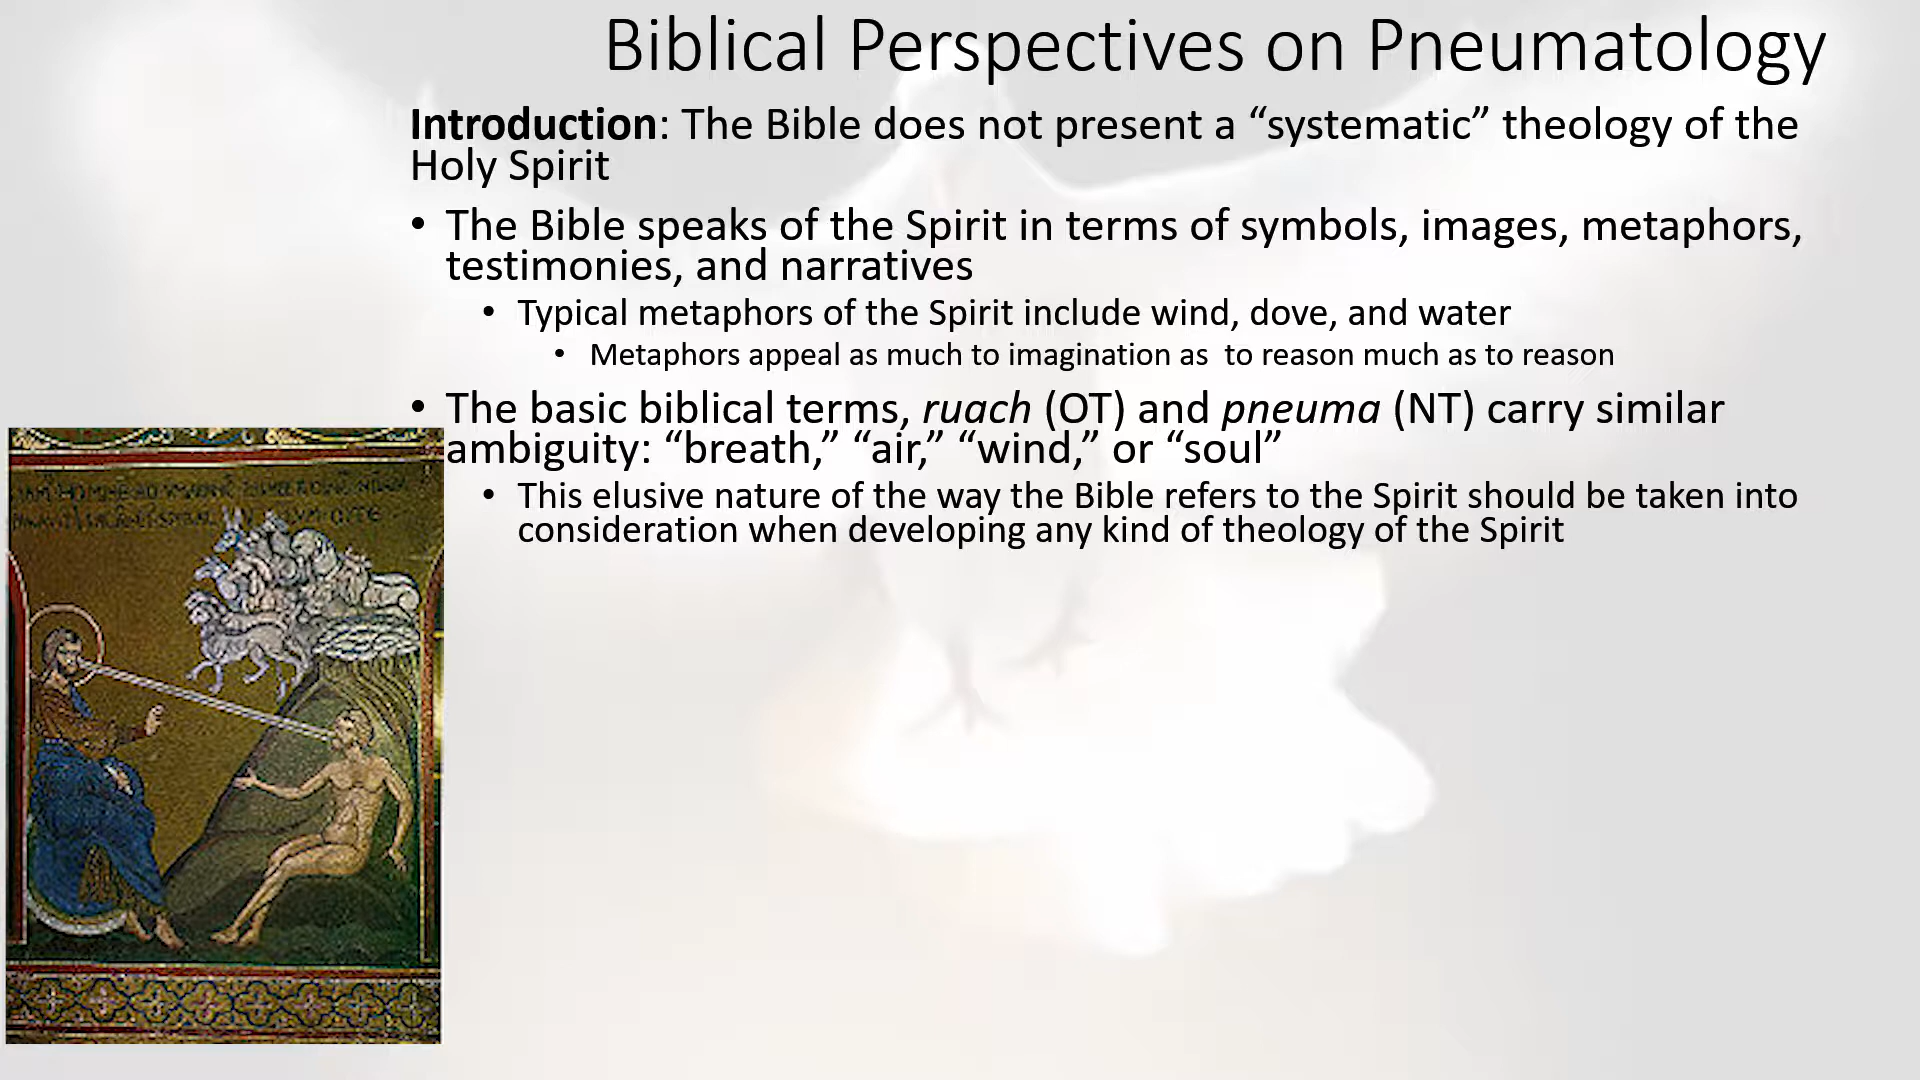 Biblical Perspectives on Pneumatology
Introduction: The Bible does not present a “systematic” theology of the
Holy Spirit
• The Bible speaks of the Spirit in terms of symbols, images, metaphors,
testimonies, and narratives
• Typical metaphors of the Spirit include wind, dove, and water
• Metaphors appeal as much to imagination as  to reason much as to reason
• The basic biblical terms, ruach (OT) and pneuma (NT) carry similar
ambiguity: “breath,” “air,” “wind,” or “soul”
• This elusive nature of the way the Bible refers to the Spirit should be taken into
consideration when developing any kind of theology of the Spirit